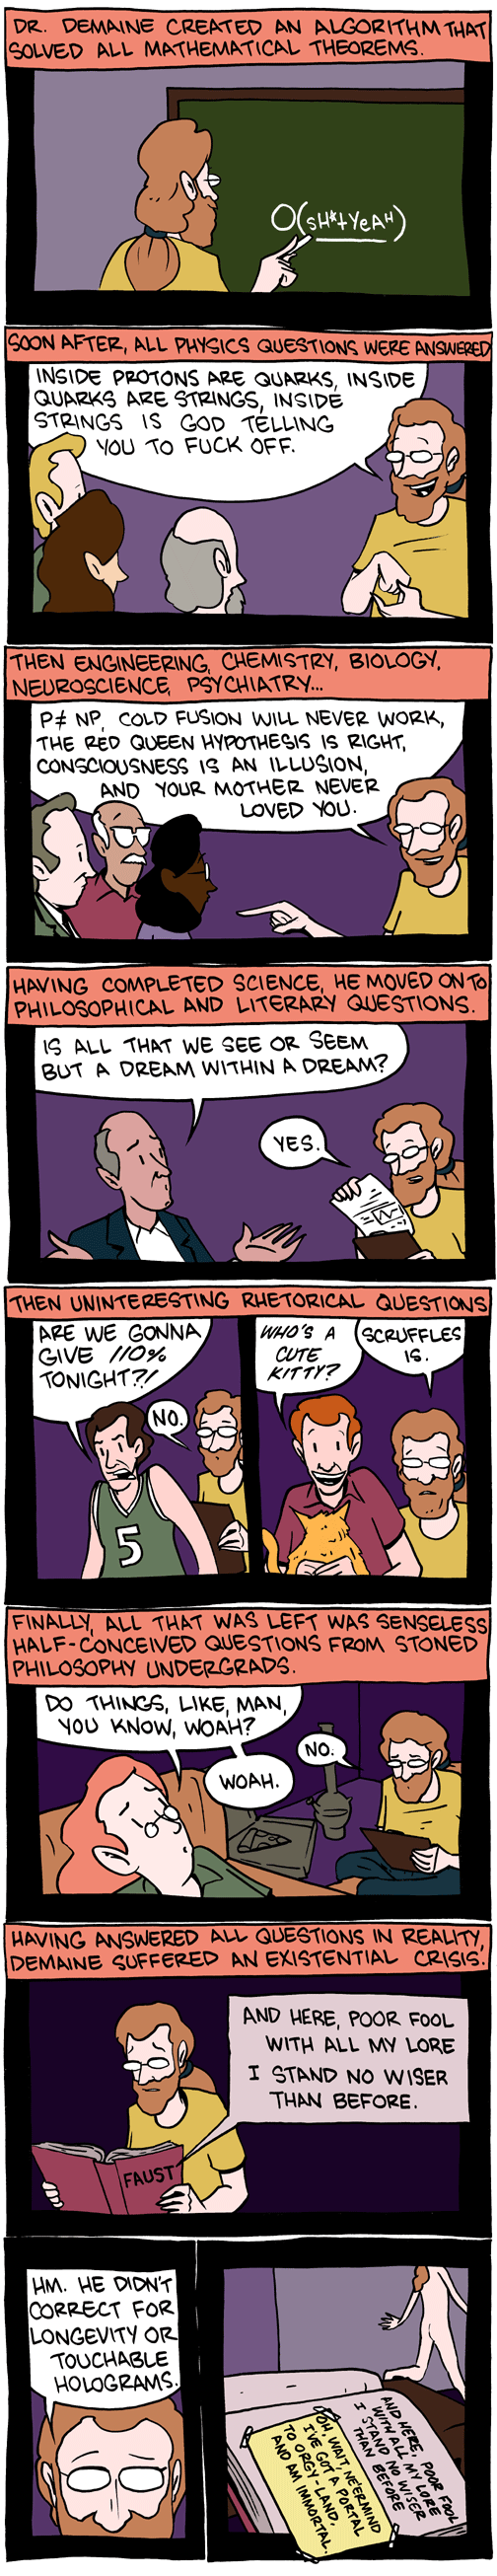 DR. DEMAINE CREATED AN ALGORITHM THAT
SOLVED ALL MATHEMATICAL THEOREMS.
O(sH*tYeAH)
SOON AFTER, ALL PHYSICS QUESTIONS WERE ANSWERED
INSIDE PROTONS ARE QUARKS, INSIDE
QUARKS ARE STRINGS, INSIDE
STRINGS IS GOD TELLING
YOU TO FUCK OFF.
THEN ENGINEERING, CHEMISTRY, BIOLOGY,
NEUROSCIENCE, PSYCHIATRY...
P≠NP, COLD FUSION WILL NEVER WORK,
THE RED QUEEN HYPOTHESIS IS RIGHT,
CONSCIOUSNESS IS AN ILLUSION,
AND YOUR MOTHER NEVER
LOVED YOU.
HAVING COMPLETED SCIENCE, HE MOVED ON TO
PHILOSOPHICAL AND LITERARY QUESTIONS.
IS ALL THAT WE SEE OR SEEM
BUT A DREAM WITHIN A DREAM?
YES.
THEN UNINTERESTING RHETORICAL QUESTIONS
ARE WE GONNA
GIVE 110%
TONIGHT?!
NO.
5
WHO'S A
CUTE
KITTY?
SCRUFFLES
IS.
FINALLY, ALL THAT WAS LEFT WAS SENSELESS
HALF-CONCEIVED QUESTIONS FROM STONED
PHILOSOPHY UNDERGRADS.
DO THINGS, LIKE, MAN,
YOU KNOW, WOAH?
NO.
WOAH.
HAVING ANSWERED ALL QUESTIONS IN REALITY,
DEMAINE SUFFERED AN EXISTENTIAL CRISIS.
AND HERE, POOR FOOL
WITH ALL MY LORE
I STAND NO WISER
THAN BEFORE.
FAUST
HM. HE DIDN'T
CORRECT FOR
LONGEVITY OR
TOUCHABLE
HOLOGRAMS.
AND HERE, POOR FOOL
WITH ALL MY LORE
I STAND NO WISER
THAN BEFORE
OH, WAIT, NE'ERMIND
I'VE GOT A PORTAL
TO ORGY-LAND,
AND AM IMMORTAL.